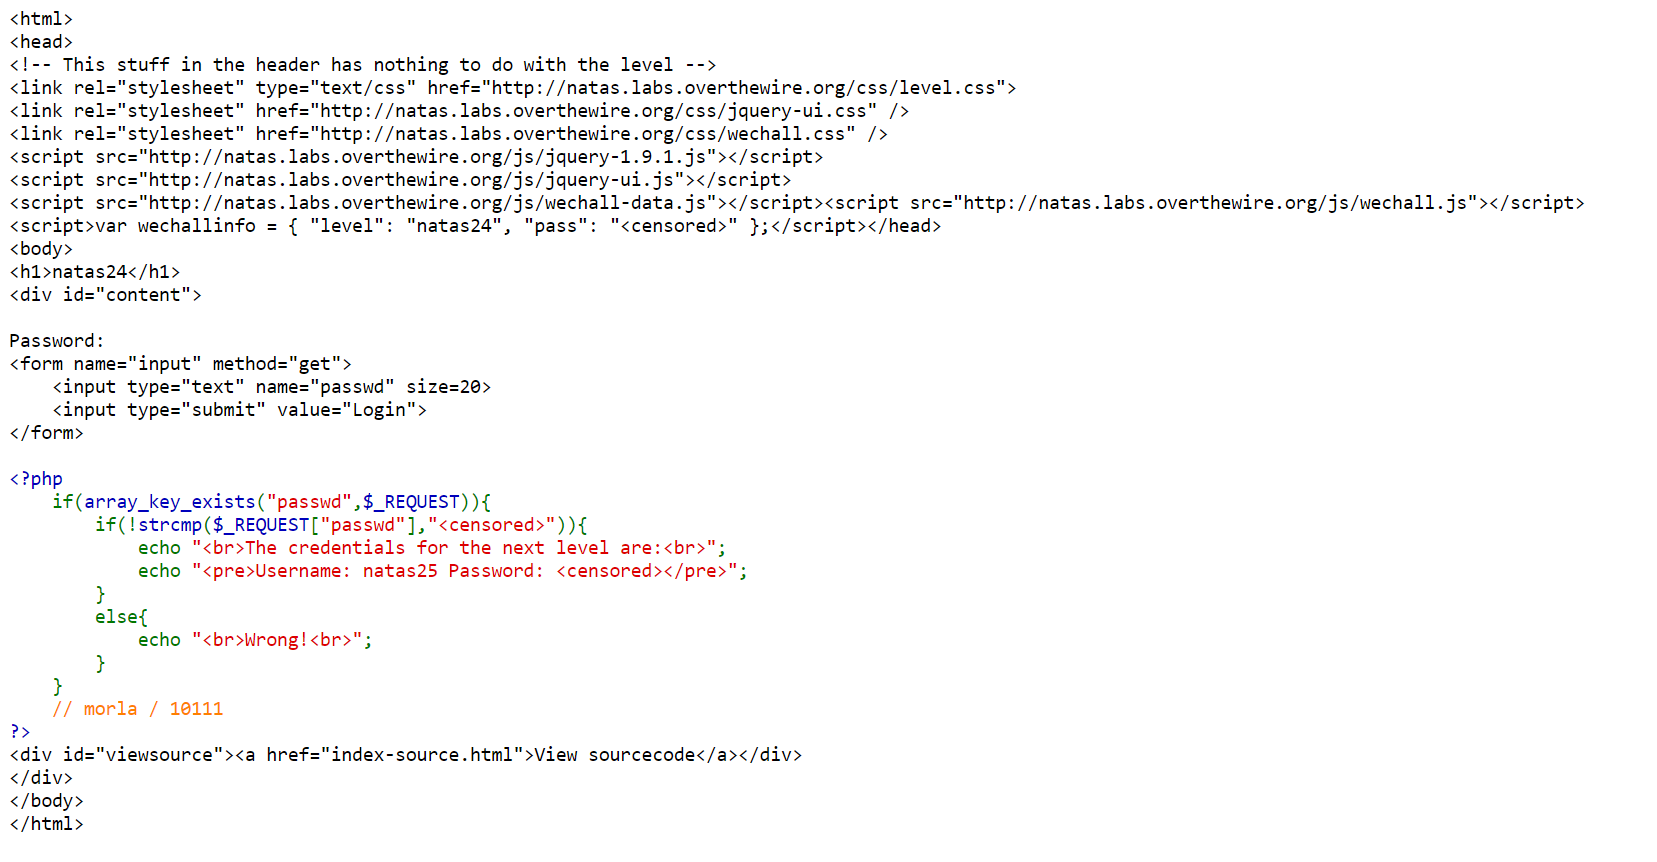 <html>
<head>
<!-- This stuff in the header has nothing to do with the level -->
<link rel="stylesheet" type="text/css" href="http://natas.labs.overthewire.org/css/level.css">
<link rel="stylesheet" href="http://natas.labs.overthewire.org/css/jquery-ui.css" />
<link rel="stylesheet" href="http://natas.labs.overthewire.org/css/wechall.css" />
<script src="http://natas.labs.overthewire.org/js/jquery-1.9.1.js"></script>
<script src="http://natas.labs.overthewire.org/js/jquery-ui.js"></script>
<script src="http://natas.labs.overthewire.org/js/wechall-data.js"></script><script src="http://natas.labs.overthewire.org/js/wechall.js"></script>
<script>var wechallinfo = { "level": "natas24", "pass": "<censored>" };</script></head>
<body>
<h1>natas24</h1>
<div id="content">

Password:
<form name="input" method="get">
    <input type="text" name="passwd" size=20>
    <input type="submit" value="Login">
</form>

<?php
    if(array_key_exists("passwd",$_REQUEST)){
        if(!strcmp($_REQUEST["passwd"],"<censored>")){
            echo "<br>The credentials for the next level are:<br>";
            echo "<pre>Username: natas25 Password: <censored></pre>";
        }
        else{
            echo "<br>Wrong!<br>";
        }
    }
    // morla / 10111
?>
<div id="viewsource"><a href="index-source.html">View sourcecode</a></div>
</div>
</body>
</html>